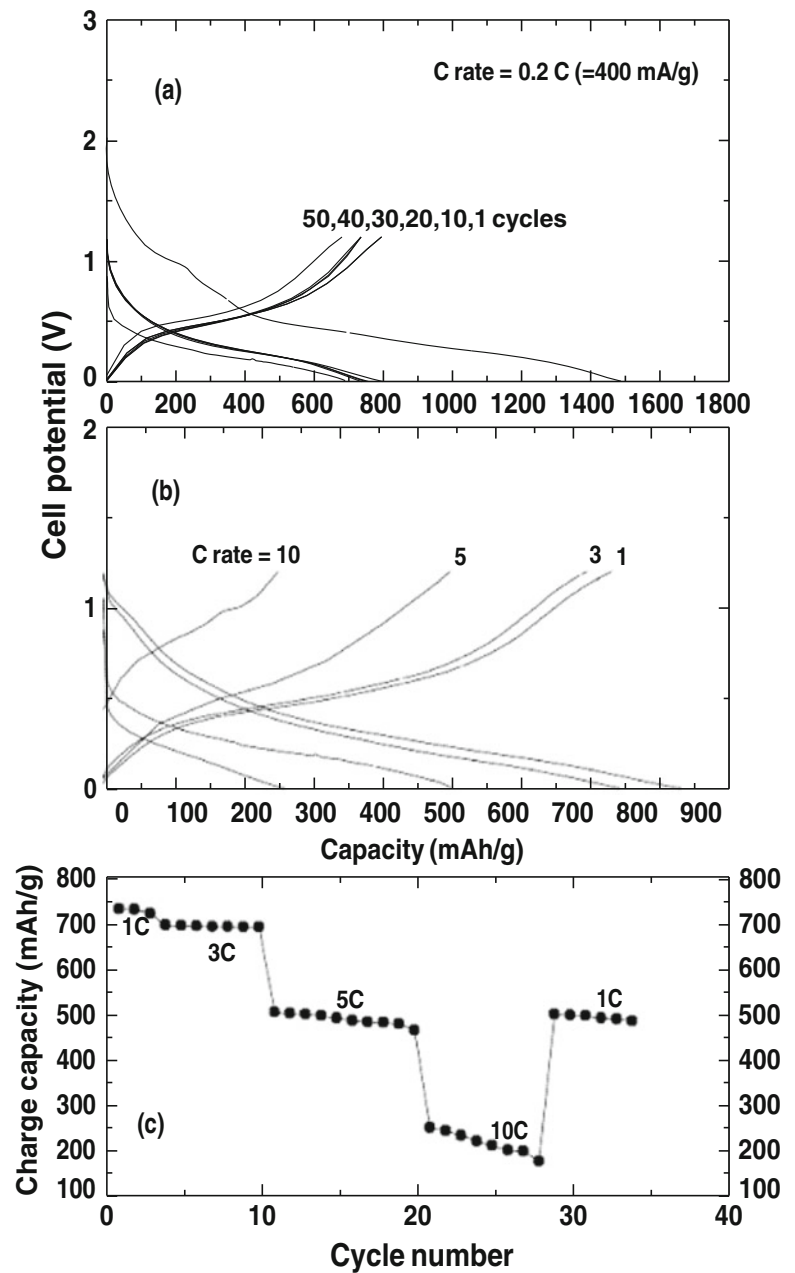 3
C rate = 0.2 C (=400 mA/g)
(a)
2
50,40,30,20,10,1 cycles
1
0
0 200 400 600 800 1000 1200 1400 1600 1800
Cell potential (V)
2
(b)
C rate = 10 5 3 1
1
0
0 100 200 300 400 500 600 700 800 900
Capacity (mAh/g)
800 800
1C
700 700
3C
600 600
5C 1C
500 500
400 400
300 300
(c) 10C
200 200
100 100
Charge capacity (mAh/g)
0 10 20 30 40
Cycle number